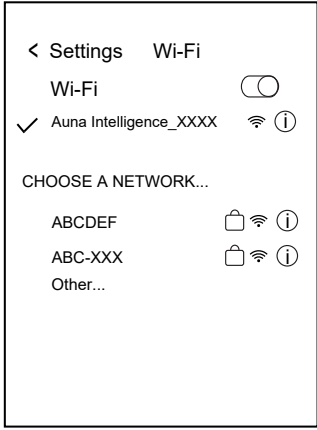 < Settings Wi-Fi
Wi-Fi
Auna Intelligence_XXXX
CHOOSE A NETWORK...
ABCDEF
ABC-XXX
Other...